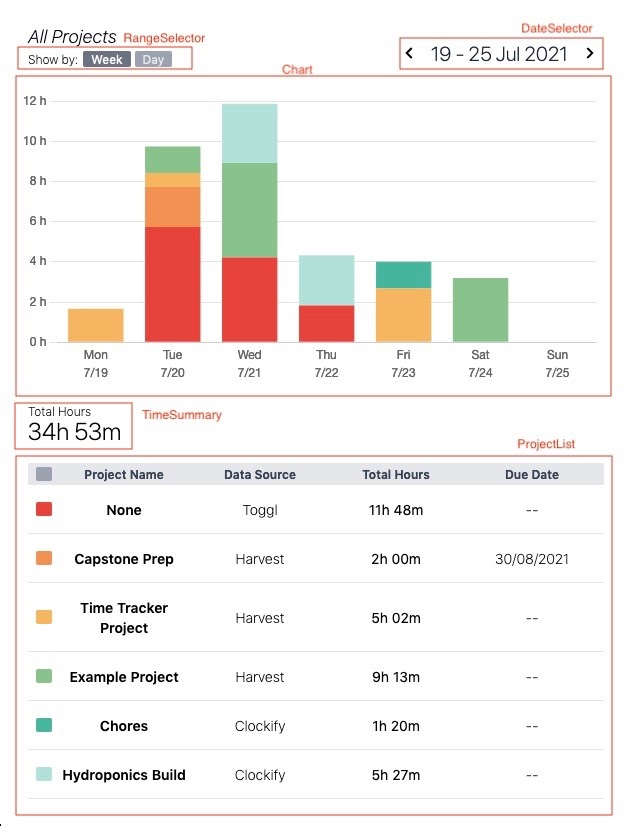 DateSelector
All Projects RangeSelector
19 - 25 Jul 2021
Show by: Week Day
Chart
12 h
10 h
8 h
6 h
4 h
2 h
0 h
Mon Tue Wed Thu Fri Sat Sun
7/19 7/20 7/21 7/22 7/23 7/24 7/25
Total Hours
TimeSummary
34h 53m
ProjectList
Project Name Data Source Total Hours Due Date
None Toggl 11h 48m --
Capstone Prep Harvest 2h 00m 30/08/2021
Time Tracker
Project Harvest 5h 02m --
Example Project Harvest 9h 13m --
Chores Clockify 1h 20m --
Hydroponics Build Clockify 5h 27m --